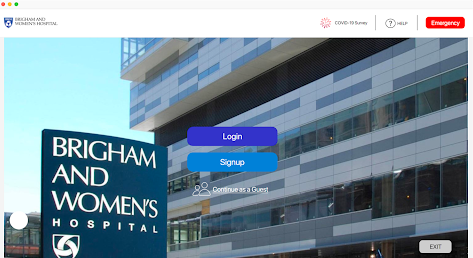 BRIGHAM AND
WOMEN'S HOSPITAL
COVID-19 Survey
? HELP
Emergency
Login
Signup
Continue as a Guest
BRIGHAM
AND
WOMEN'S
HOSPITAL
EXIT